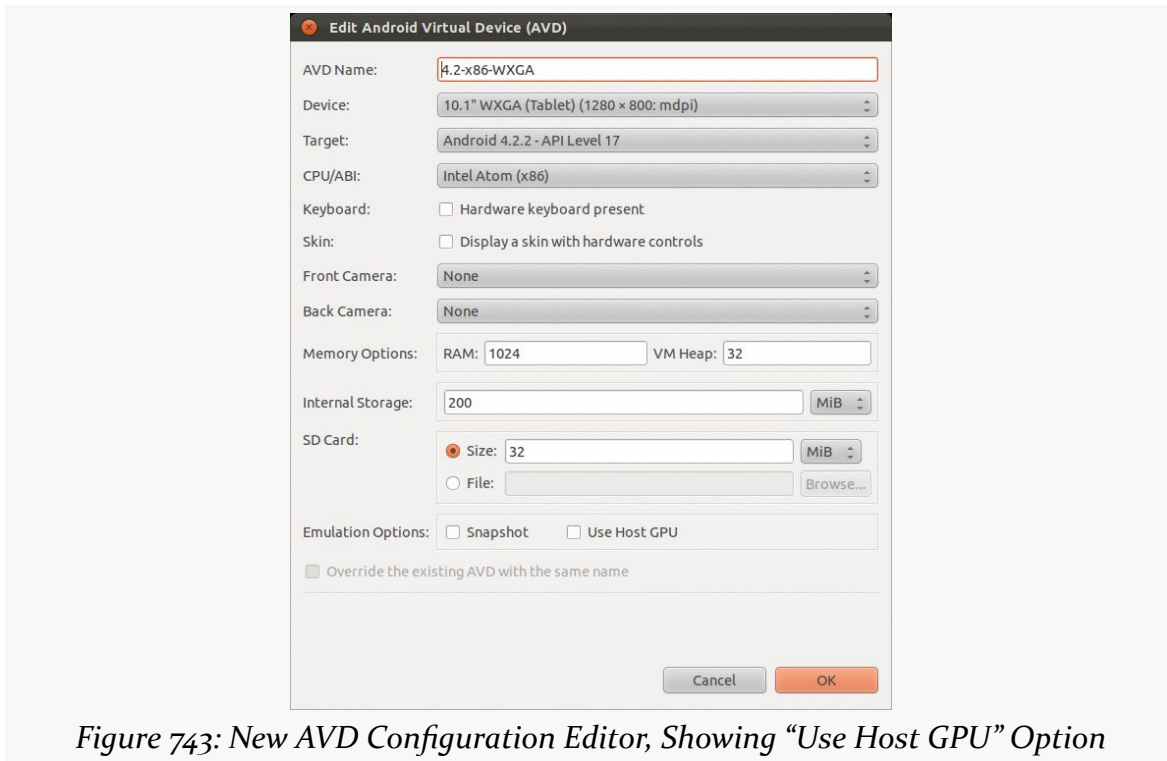 Edit Android Virtual Device (AVD)
AVD Name: 4.2-x86-WXGA
Device: 10.1" WXGA (Tablet) (1280 × 800: mdpi)
Target: Android 4.2.2 - API Level 17
CPU/ABI: Intel Atom (x86)
Keyboard: Hardware keyboard present
Skin: Display a skin with hardware controls
Front Camera: None
Back Camera: None
Memory Options: RAM: 1024 VM Heap: 32
Internal Storage: 200 MiB
SD Card:
Size: 32 MiB
File: Browse...
Emulation Options: Snapshot Use Host GPU
Override the existing AVD with the same name
Cancel OK
Figure 743: New AVD Configuration Editor, Showing “Use Host GPU” Option